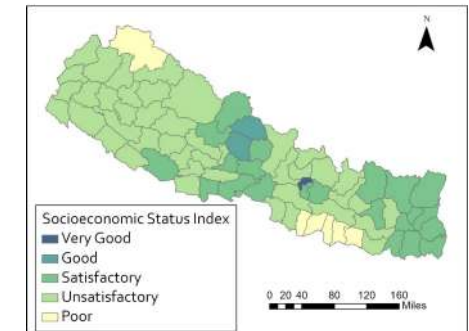 N
Socioeconomic Status Index
Very Good
Good
Satisfactory
Unsatisfactory
Poor
0 20 40 80 120 160
Miles